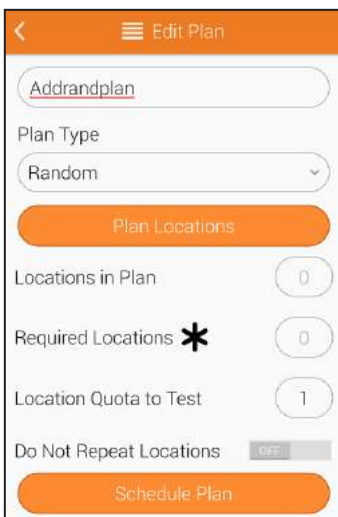 Edit Plan
Addrandplan
Plan Type
Random
Plan Locations
Locations in Plan 0
Required Locations ✱ 0
Location Quota to Test 1
Do Not Repeat Locations OFF
Schedule Plan